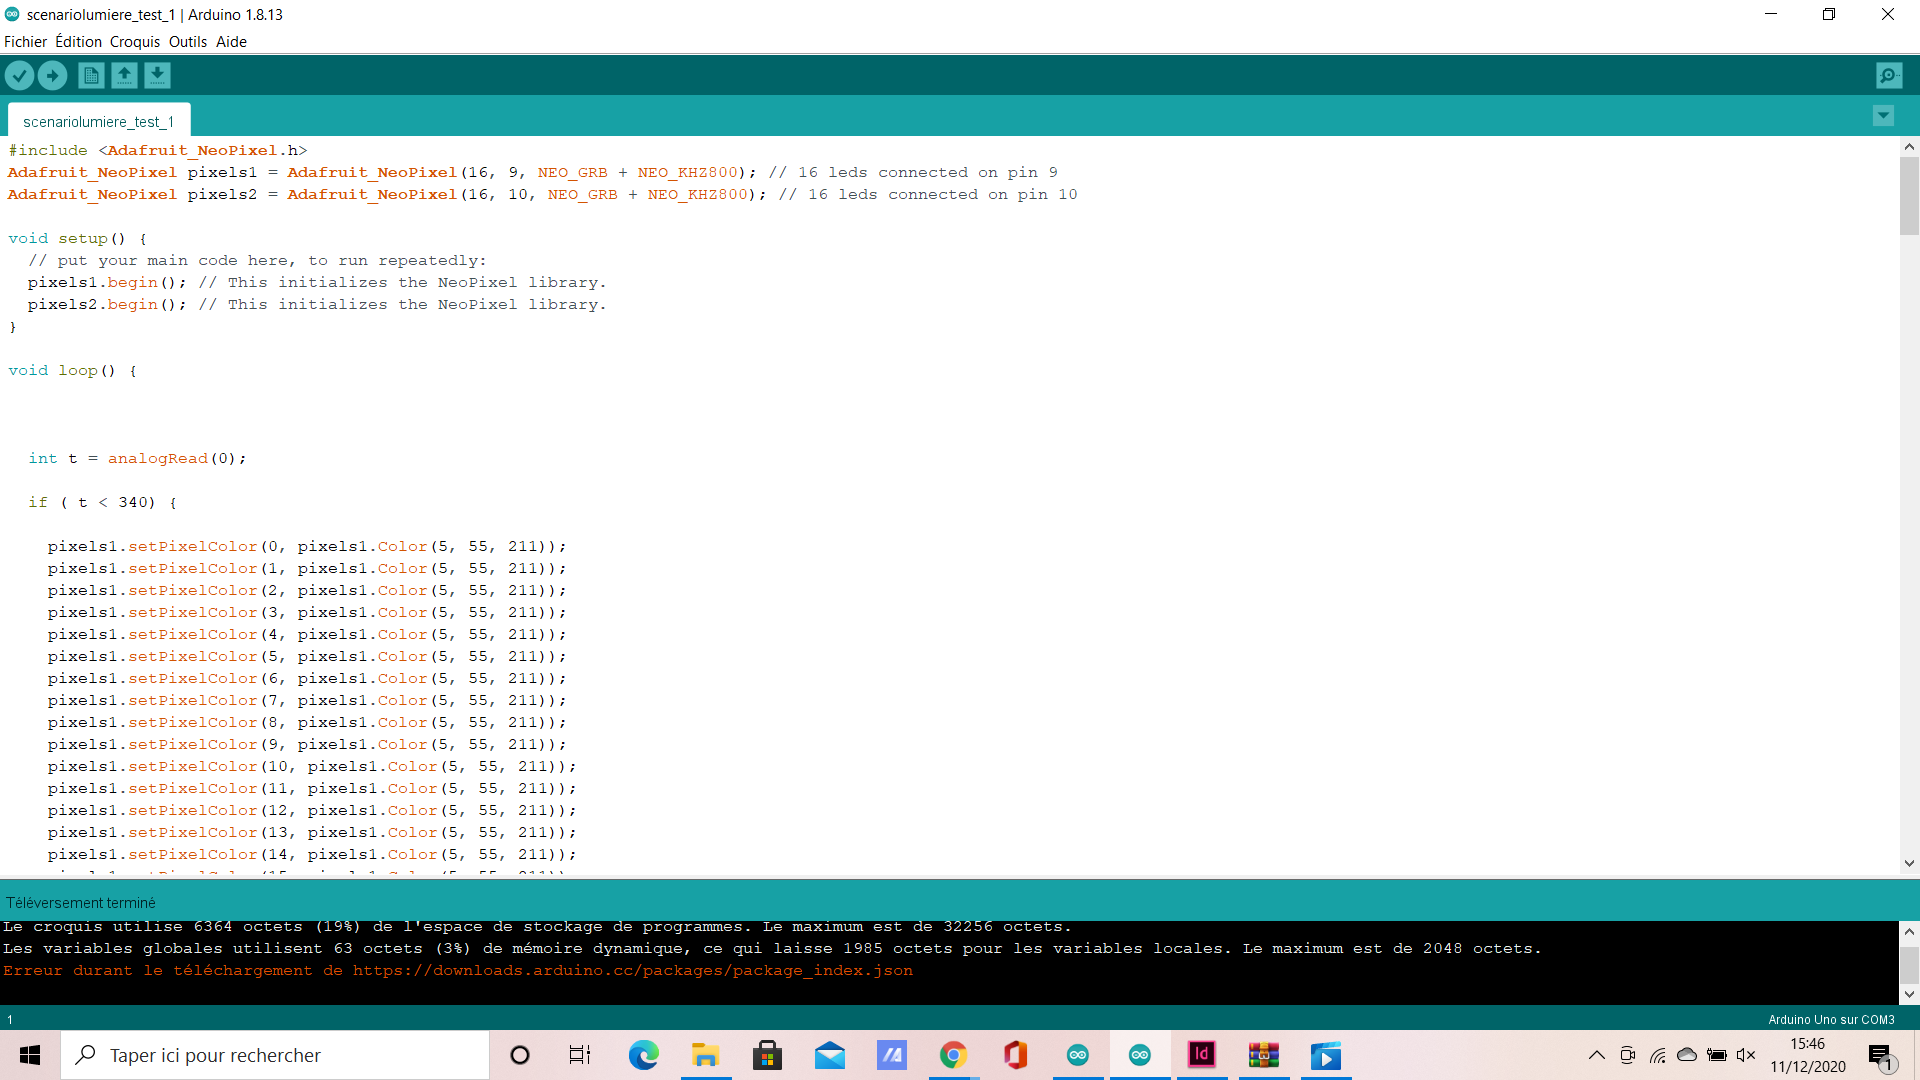 scenariolumiere_test_1 | Arduino 1.8.13
Fichier Édition Croquis Outils Aide
scenariolumiere_test_1
#include <Adafruit_NeoPixel.h>
Adafruit_NeoPixel pixels1 = Adafruit_NeoPixel(16, 9, NEO_GRB + NEO_KHZ800); // 16 leds connected on pin 9
Adafruit_NeoPixel pixels2 = Adafruit_NeoPixel(16, 10, NEO_GRB + NEO_KHZ800); // 16 leds connected on pin 10
void setup() {
// put your main code here, to run repeatedly:
pixels1.begin(); // This initializes the NeoPixel library.
pixels2.begin(); // This initializes the NeoPixel library.
}
void loop() {
int t = analogRead(0);
if ( t < 340) {
pixels1.setPixelColor(0, pixels1.Color(5, 55, 211));
pixels1.setPixelColor(1, pixels1.Color(5, 55, 211));
pixels1.setPixelColor(2, pixels1.Color(5, 55, 211));
pixels1.setPixelColor(3, pixels1.Color(5, 55, 211));
pixels1.setPixelColor(4, pixels1.Color(5, 55, 211));
pixels1.setPixelColor(5, pixels1.Color(5, 55, 211));
pixels1.setPixelColor(6, pixels1.Color(5, 55, 211));
pixels1.setPixelColor(7, pixels1.Color(5, 55, 211));
pixels1.setPixelColor(8, pixels1.Color(5, 55, 211));
pixels1.setPixelColor(9, pixels1.Color(5, 55, 211));
pixels1.setPixelColor(10, pixels1.Color(5, 55, 211));
pixels1.setPixelColor(11, pixels1.Color(5, 55, 211));
pixels1.setPixelColor(12, pixels1.Color(5, 55, 211));
pixels1.setPixelColor(13, pixels1.Color(5, 55, 211));
pixels1.setPixelColor(14, pixels1.Color(5, 55, 211));
Téléversement terminé
Le croquis utilise 6364 octets (19%) de l'espace de stockage de programmes. Le maximum est de 32256 octets.
Les variables globales utilisent 63 octets (3%) de mémoire dynamique, ce qui laisse 1985 octets pour les variables locales. Le maximum est de 2048 octets.
Erreur durant le téléchargement de https://downloads.arduino.cc/packages/package_index.json
1
Arduino Uno sur COM3
Taper ici pour rechercher
Id
15:46
11/12/2020
1